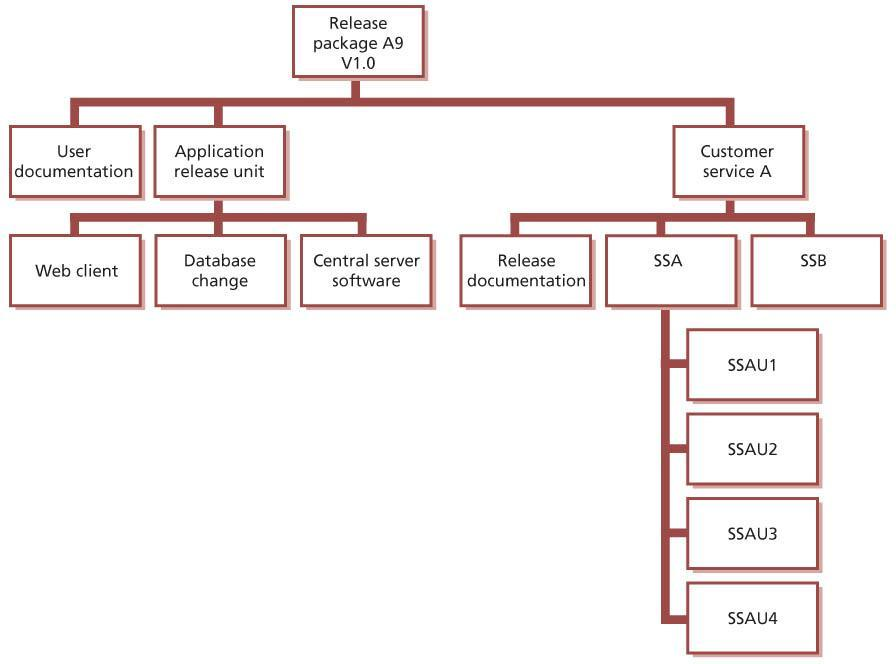 Release
package A9
V1.0
User
documentation
Application
release unit
Customer
service A
Web client
Database
change
Central server
software
Release
documentation
SSA
SSB
SSAU1
SSAU2
SSAU3
SSAU4